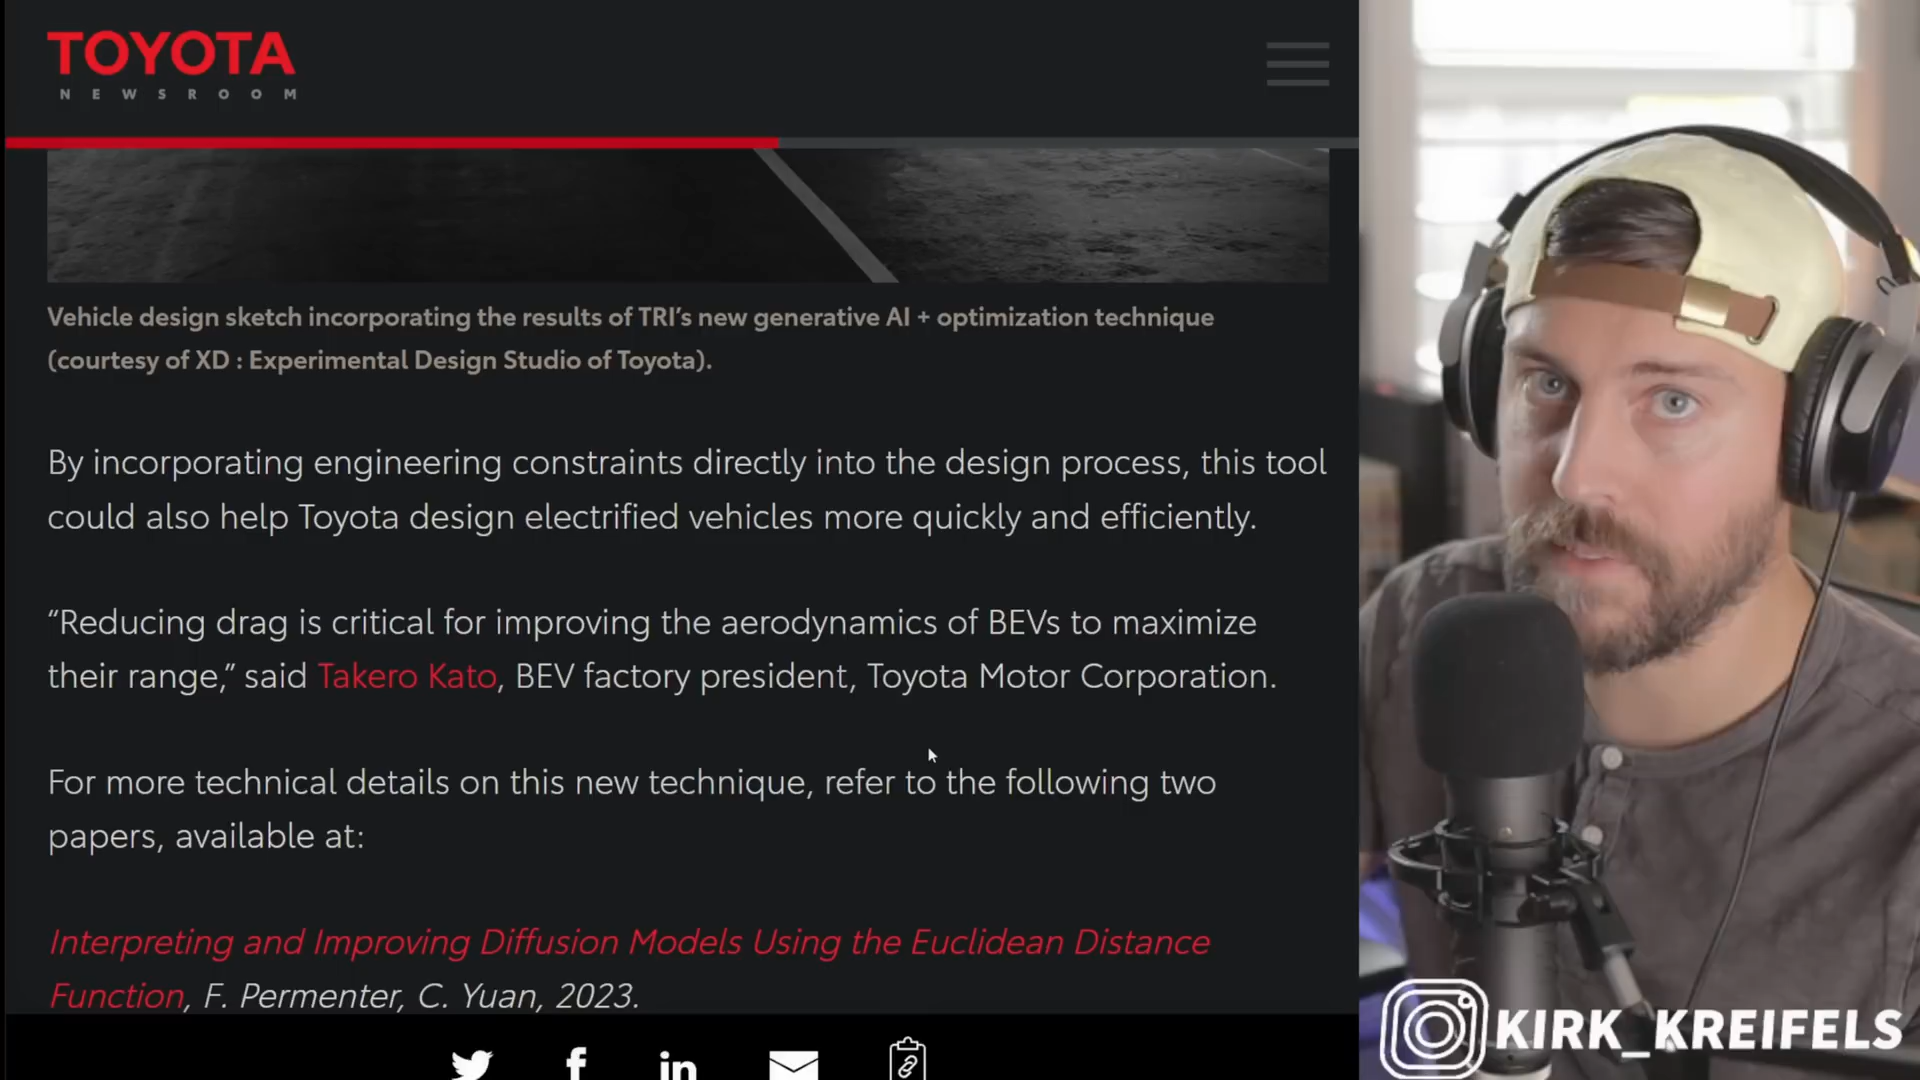 TOYOTA
NEWSROOM
Vehicle design sketch incorporating the results of TRI's new generative AI + optimization technique
(courtesy of XD : Experimental Design Studio of Toyota).
By incorporating engineering constraints directly into the design process, this tool
could also help Toyota design electrified vehicles more quickly and efficiently.
“Reducing drag is critical for improving the aerodynamics of BEVs to maximize
their range,” said Takero Kato, BEV factory president, Toyota Motor Corporation.
For more technical details on this new technique, refer to the following two
papers, available at:
Interpreting and Improving Diffusion Models Using the Euclidean Distance
Function, F. Permenter, C. Yuan, 2023.
KIRK_KREIFELS